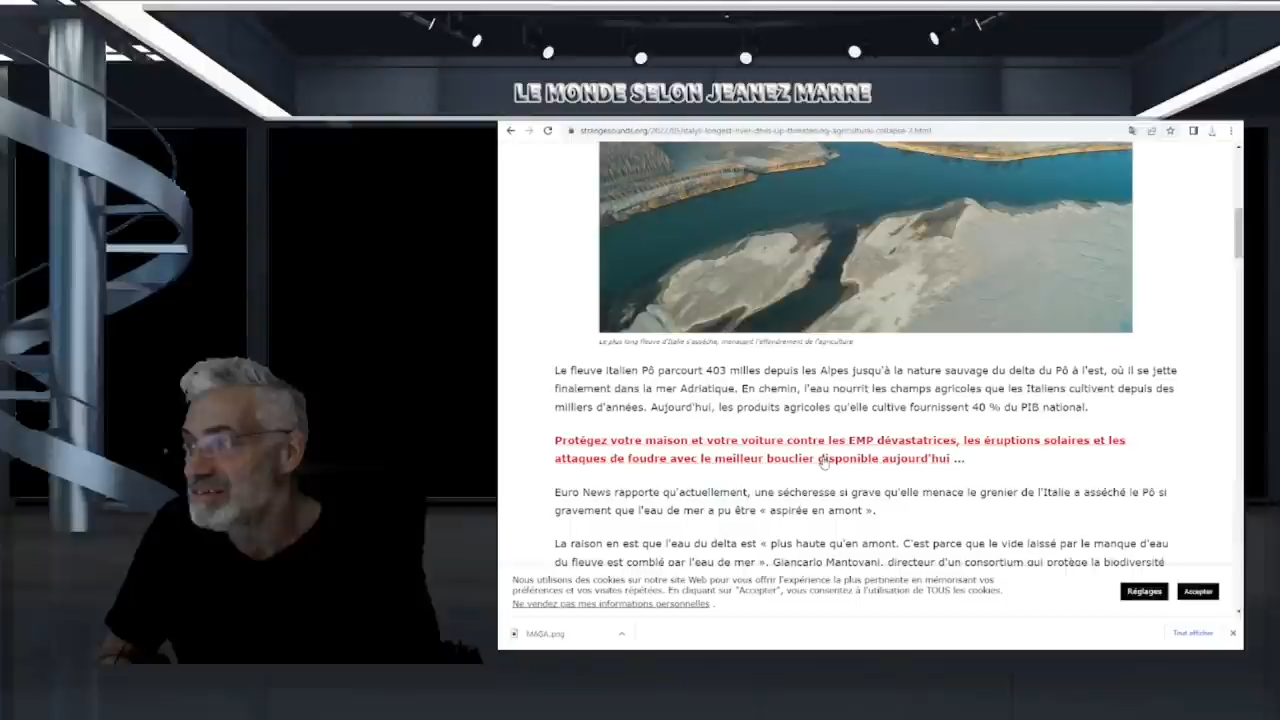 LE MONDE SELON JEANEZ MARRE
strangesounds.org/2022/05/italys-longest-river-dries-up-threatening-agricultural-collapse-2.html
Le plus long fleuve d'Italie s'assèche, menaçant l'effondrement de l'agriculture
Le fleuve italien Pô parcourt 403 milles depuis les Alpes jusqu'à la nature sauvage du delta du Pô à l'est, où il se jette
finalement dans la mer Adriatique. En chemin, l'eau nourrit les champs agricoles que les Italiens cultivent depuis des
milliers d'années. Aujourd'hui, les produits agricoles qu'elle cultive fournissent 40 % du PIB national.
Protégez votre maison et votre voiture contre les EMP dévastatrices, les éruptions solaires et les
attaques de foudre avec le meilleur bouclier disponible aujourd'hui ...
Euro News rapporte qu'actuellement, une sécheresse si grave qu'elle menace le grenier de l'Italie a asséché le Pô si
gravement que l'eau de mer a pu être « aspirée en amont ».
La raison en est que l'eau du delta est « plus haute qu'en amont. C'est parce que le vide laissé par le manque d'eau
du fleuve est comblé par l'eau de mer ». Giancarlo Mantovani, directeur d'un consortium qui protège la biodiversité
Nous utilisons des cookies sur notre site Web pour vous offrir l'expérience la plus pertinente en mémorisant vos
préférences et vos visites répétées. En cliquant sur "Accepter", vous consentez à l'utilisation de TOUS les cookies.
Ne vendez pas mes informations personnelles .
Réglages
Accepter
MAGA.png
Tout afficher